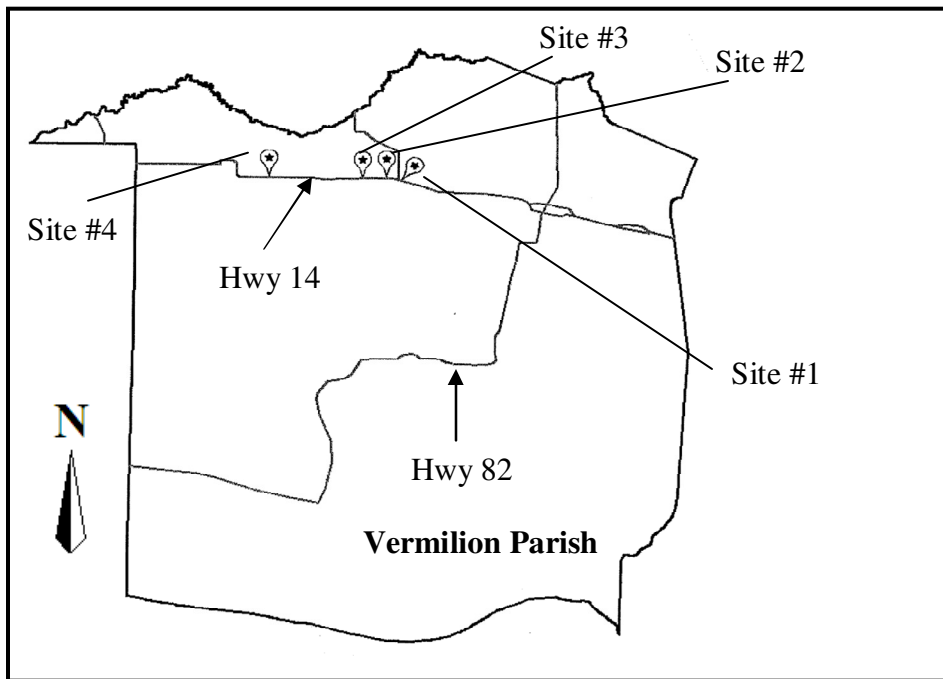 Site #3
Site #2
Site #4
Hwy 14
Site #1
N
Hwy 82
Vermilion Parish